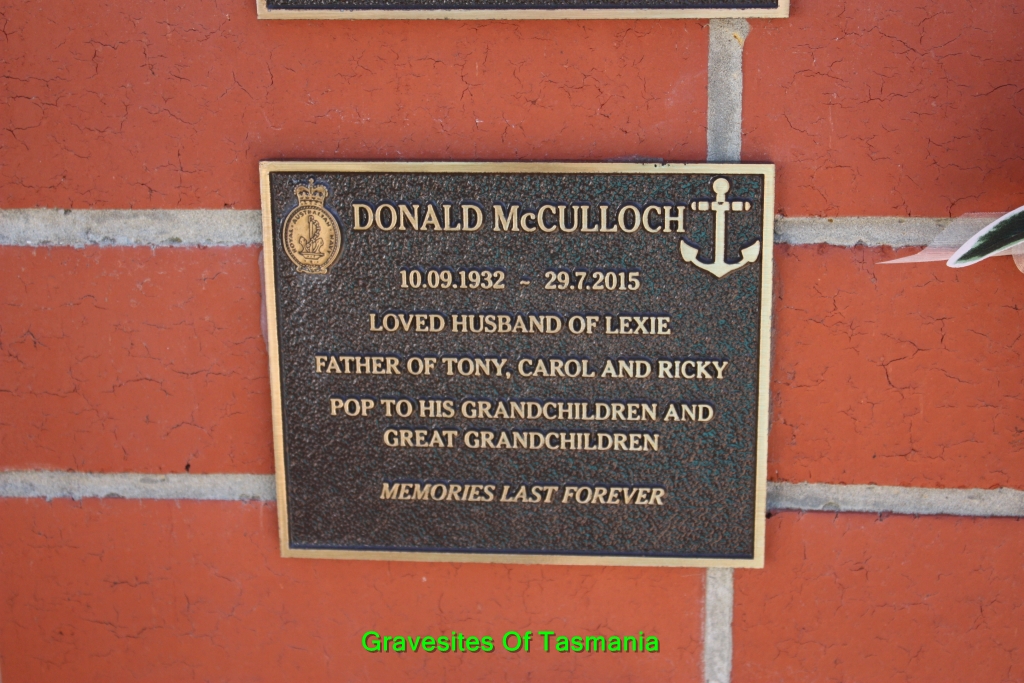 DONALD McCULLOCH
10.09.1932 ~ 29.7.2015
LOVED HUSBAND OF LEXIE
FATHER OF TONY, CAROL AND RICKY
POP TO HIS GRANDCHILDREN AND
GREAT GRANDCHILDREN
MEMORIES LAST FOREVER
Gravesites Of Tasmania